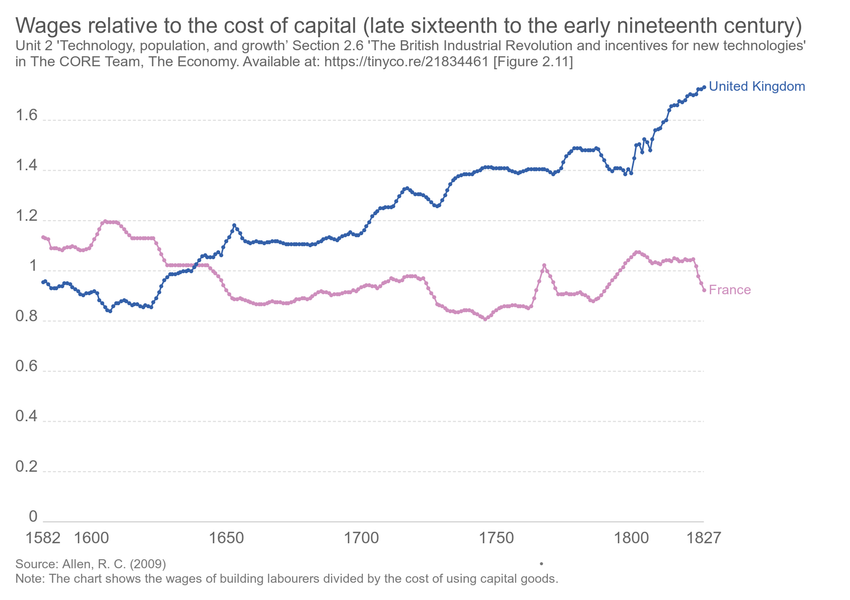 Wages relative to the cost of capital (late sixteenth to the early nineteenth century)
Unit 2 'Technology, population, and growth' Section 2.6 'The British Industrial Revolution and incentives for new technologies'
in The CORE Team, The Economy. Available at: https://tinyco.re/21834461 [Figure 2.11]
United Kingdom
1.6
1.4
1.2
1
France
0.8
0.6
0.4
0.2
0
1582 1600 1650 1700 1750 1800 1827
Source: Allen, R. C. (2009)
Note: The chart shows the wages of building labourers divided by the cost of using capital goods.